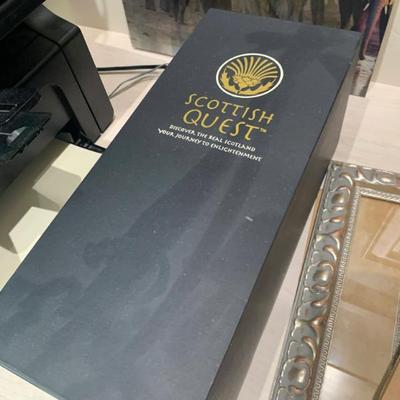 SCOTTISH
QUEST™
DISCOVER THE REAL SCOTLAND
YOUR JOURNEY TO ENLIGHTENMENT